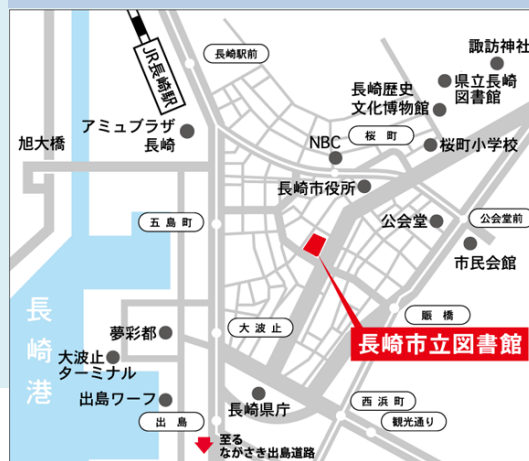 JR長崎駅
長崎駅前
諏訪神社
県立長崎
図書館
長崎歴史
文化博物館
アミュプラザ
長崎
旭大橋
NBC
桜町
桜町小学校
長崎市役所
五島町
公会堂
公会堂前
市民会館
長崎港
夢彩都
大波止
賑橋
長崎市立図書館
大波止
ターミナル
出島ワーフ
長崎県庁
西浜町
観光通り
出島
至る
ながさき出島道路